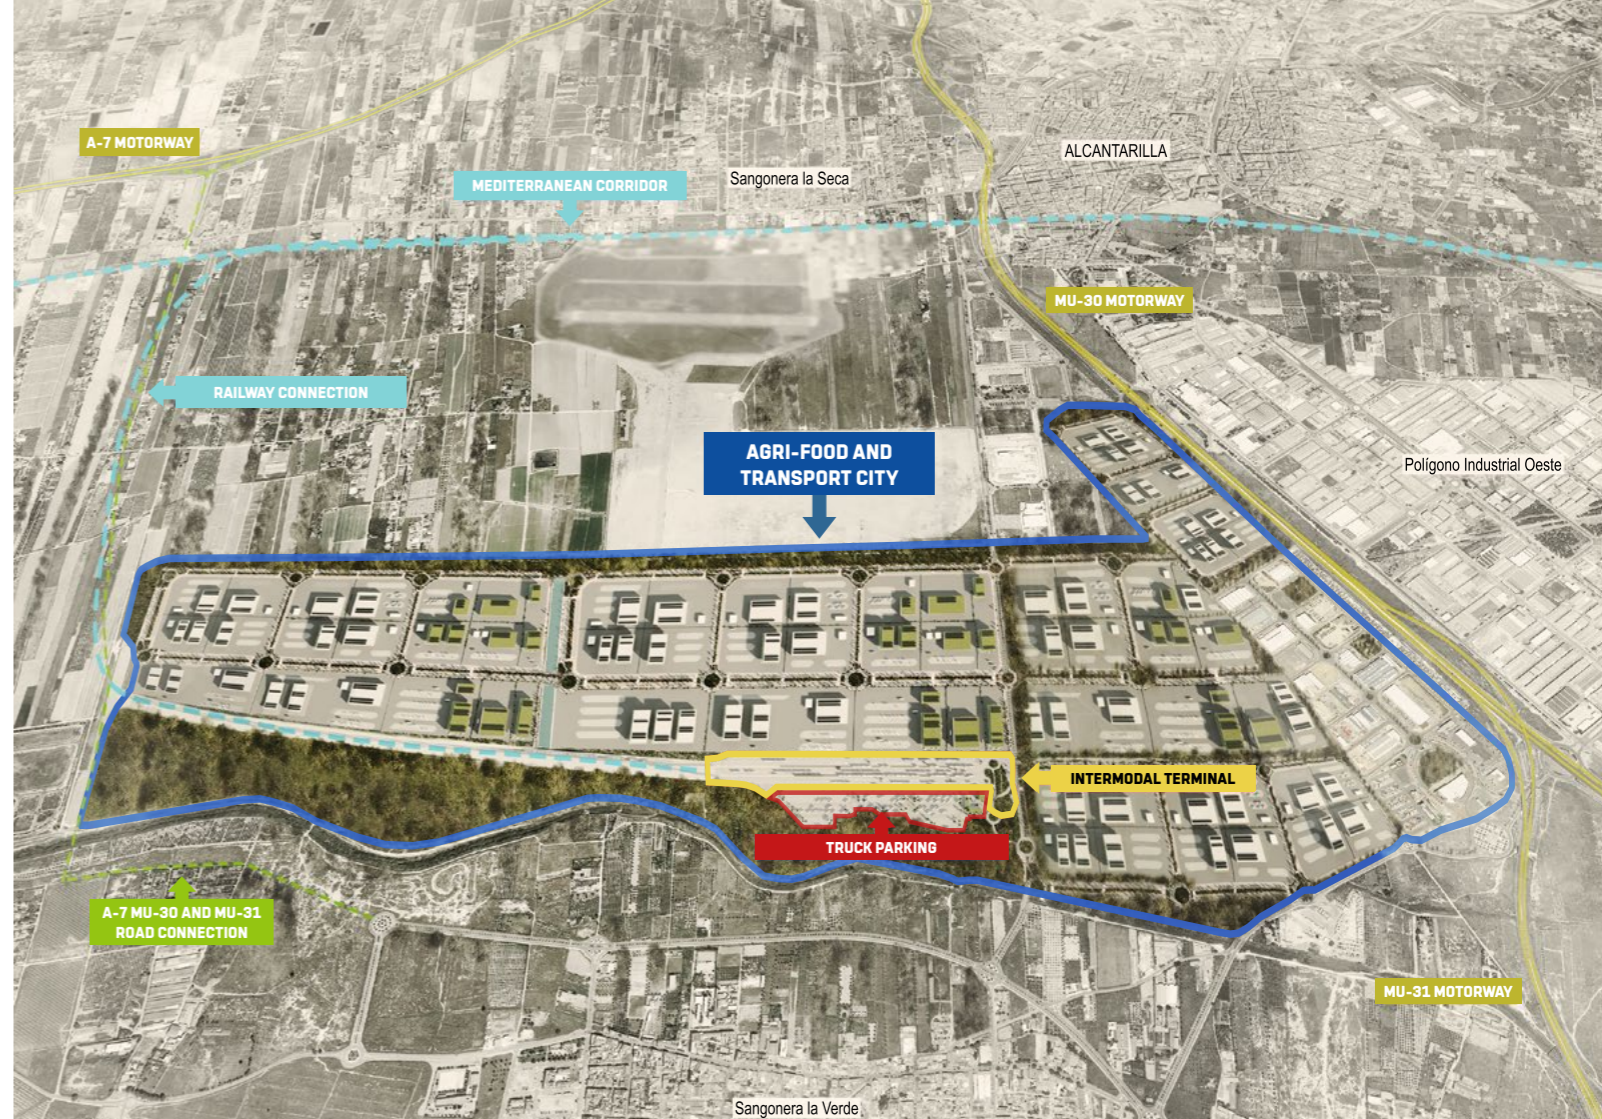 A-7 MOTORWAY
ALCANTARILLA
Sangonera la Seca
MEDITERRANEAN CORRIDOR
MU-30 MOTORWAY
RAILWAY CONNECTION
AGRI-FOOD AND
TRANSPORT CITY
Polígono Industrial Oeste
INTERMODAL TERMINAL
TRUCK PARKING
A-7 MU-30 AND MU-31
ROAD CONNECTION
MU-31 MOTORWAY
Sangonera la Verde